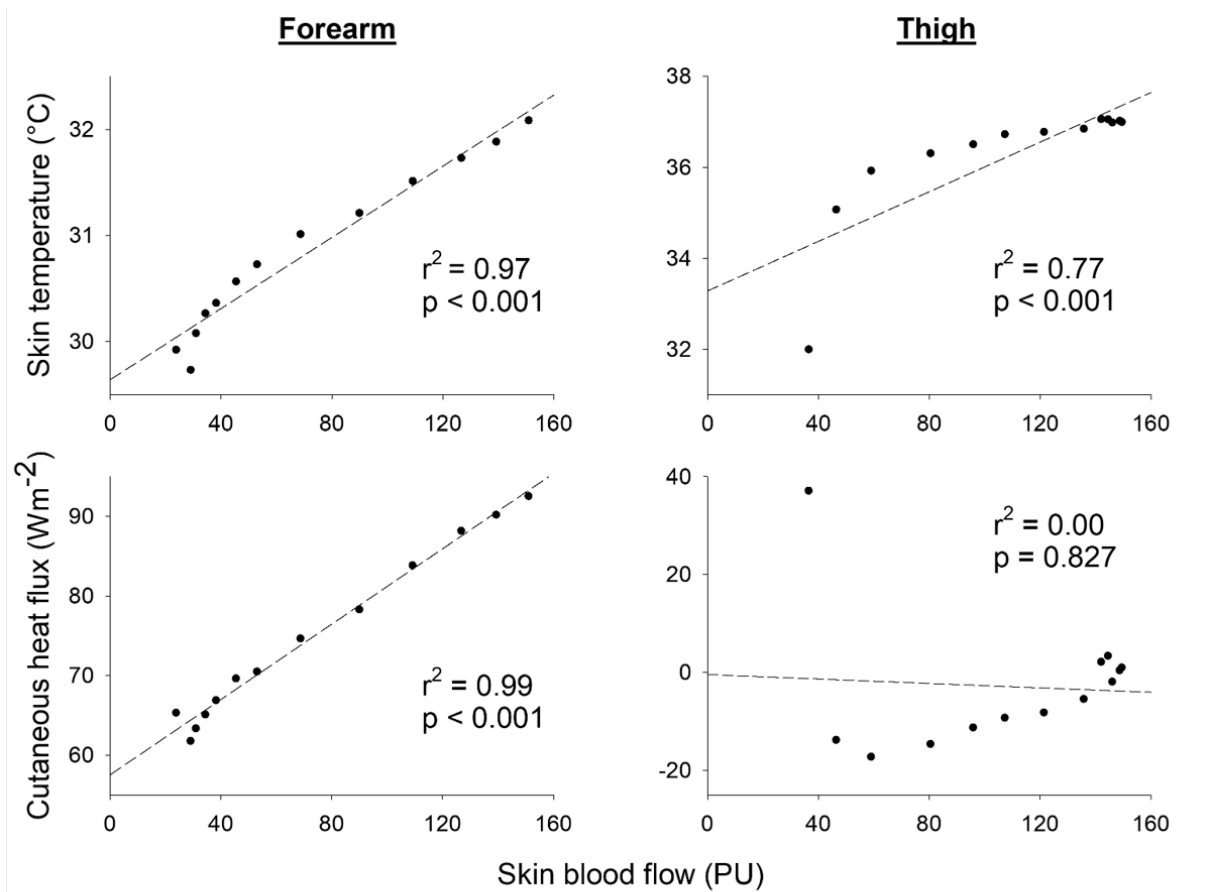 Forearm
Thigh
Skin temperature (°C)
32
31
30
0 40 80 120 160
r² = 0.97
p < 0.001
38
36
34
32
0 40 80 120 160
r² = 0.77
p < 0.001
Cutaneous heat flux (Wm⁻²)
90
80
70
60
0 40 80 120 160
r² = 0.99
p < 0.001
40
20
0
-20
0 40 80 120 160
r² = 0.00
p = 0.827
Skin blood flow (PU)